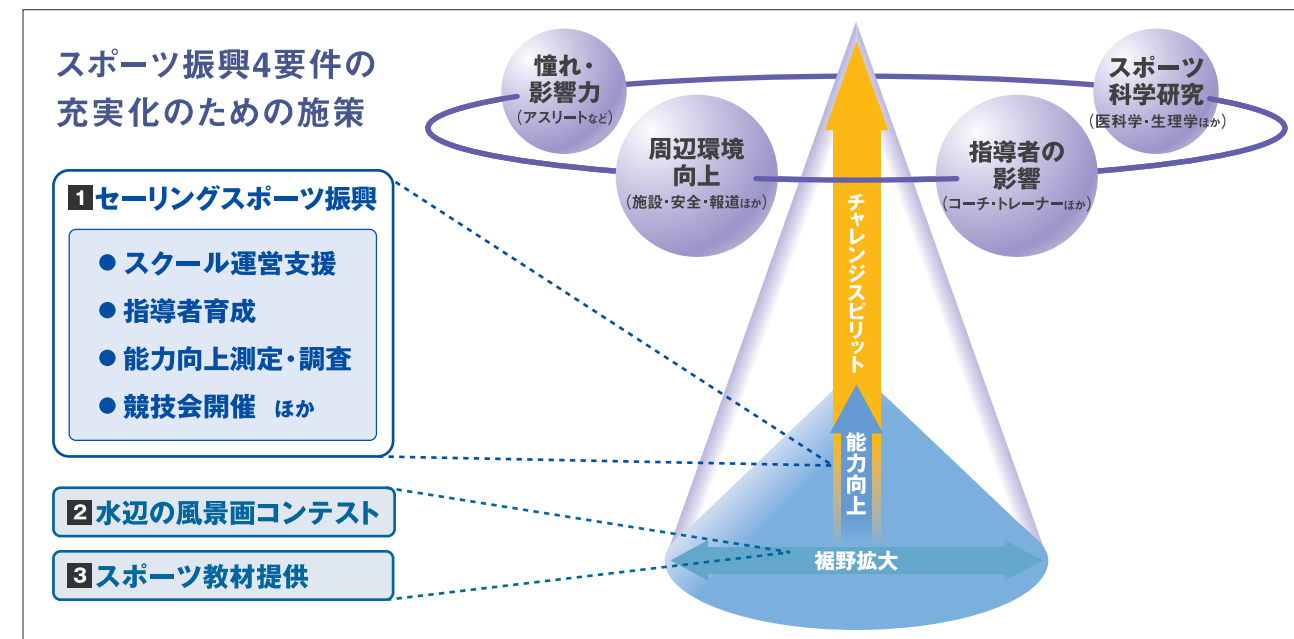 スポーツ振興4要件の
充実化のための施策
1 セーリングスポーツ振興
● スクール運営支援
● 指導者育成
● 能力向上測定・調査
● 競技会開催 ほか
2 水辺の風景画コンテスト
3 スポーツ教材提供
憧れ・
影響力
(アスリートなど)
周辺環境
向上
(施設・安全・報道ほか)
スポーツ
科学研究
(医科学・生理学ほか)
指導者の
影響
(コーチ・トレーナーほか)
チャレンジスピリット
能力向上
裾野拡大